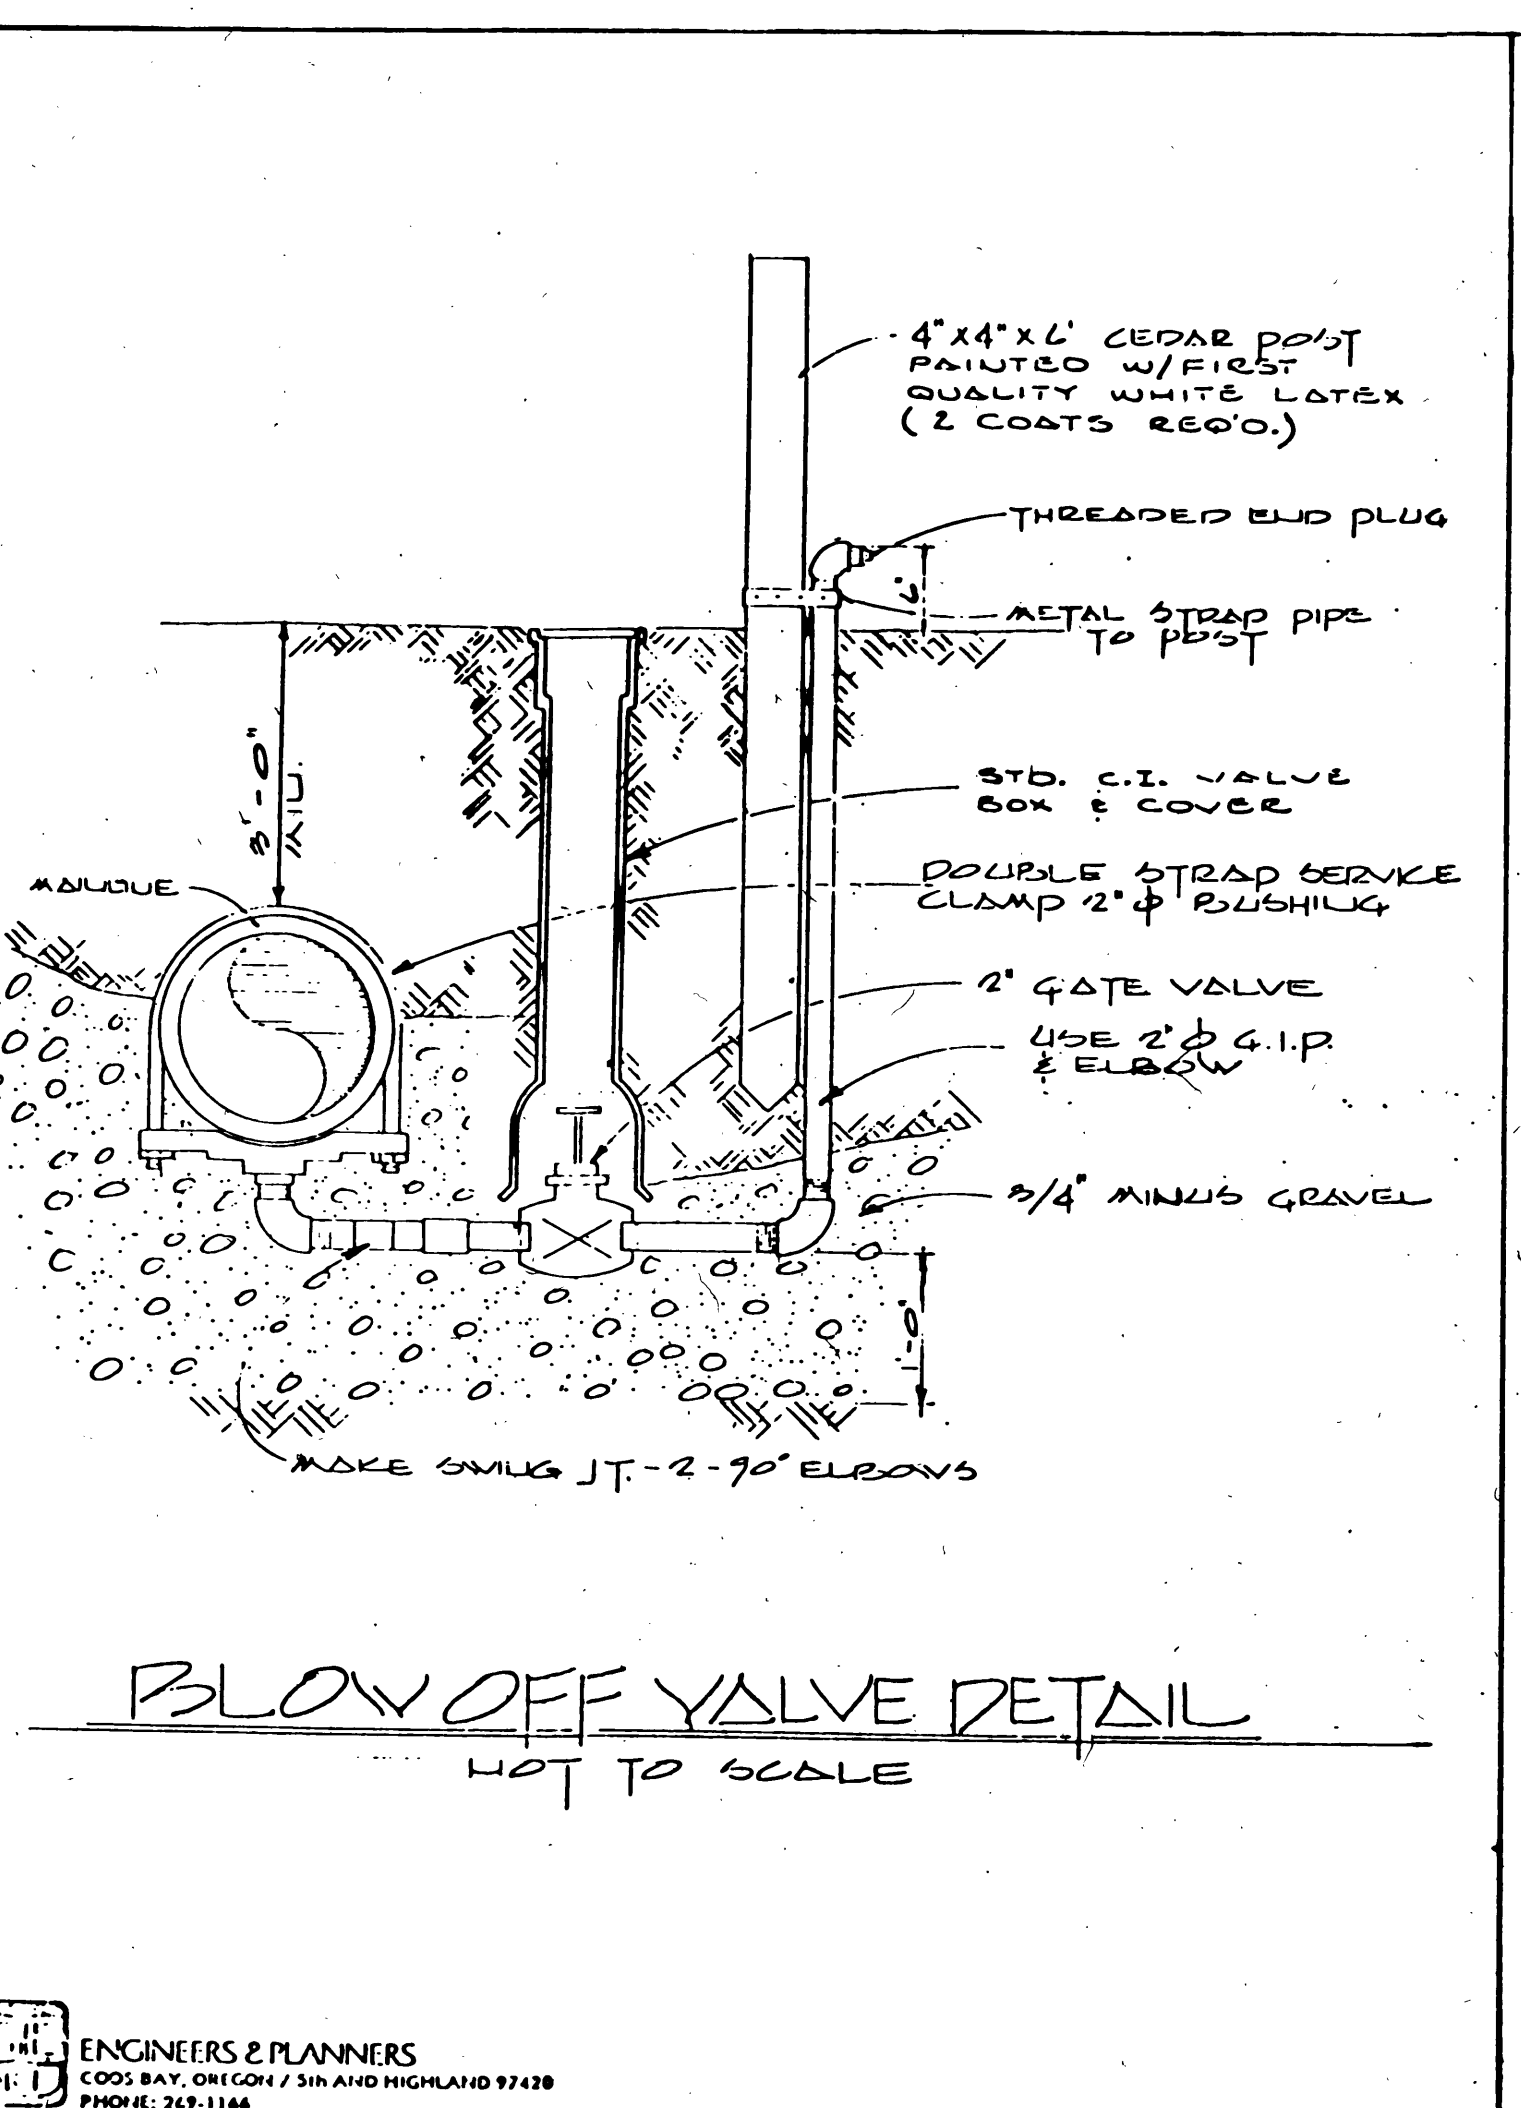 4"X4"X6' CEDAR POST
PAINTED W/FIRST
QUALITY WHITE LATEX
(2 COATS REQ'D.)
THREADED END PLUG
6"
METAL STRAP PIPE
TO POST
3'-0"
MIN.
STD. C.I. VALVE
BOX & COVER
MAINLINE
DOUBLE STRAP SERVICE
CLAMP 2"ϕ BUSHING
2" GATE VALVE
USE 2"ϕ G.I.P.
& ELBOW
3/4" MINUS GRAVEL
1'-0"
MAKE SWING JT.-2-90° ELBOWS
BLOW OFF VALVE DETAIL
NOT TO SCALE
ENGINEERS & PLANNERS
COOS BAY, OREGON / 5th AND HIGHLAND 97420
PHONE: 269-1166